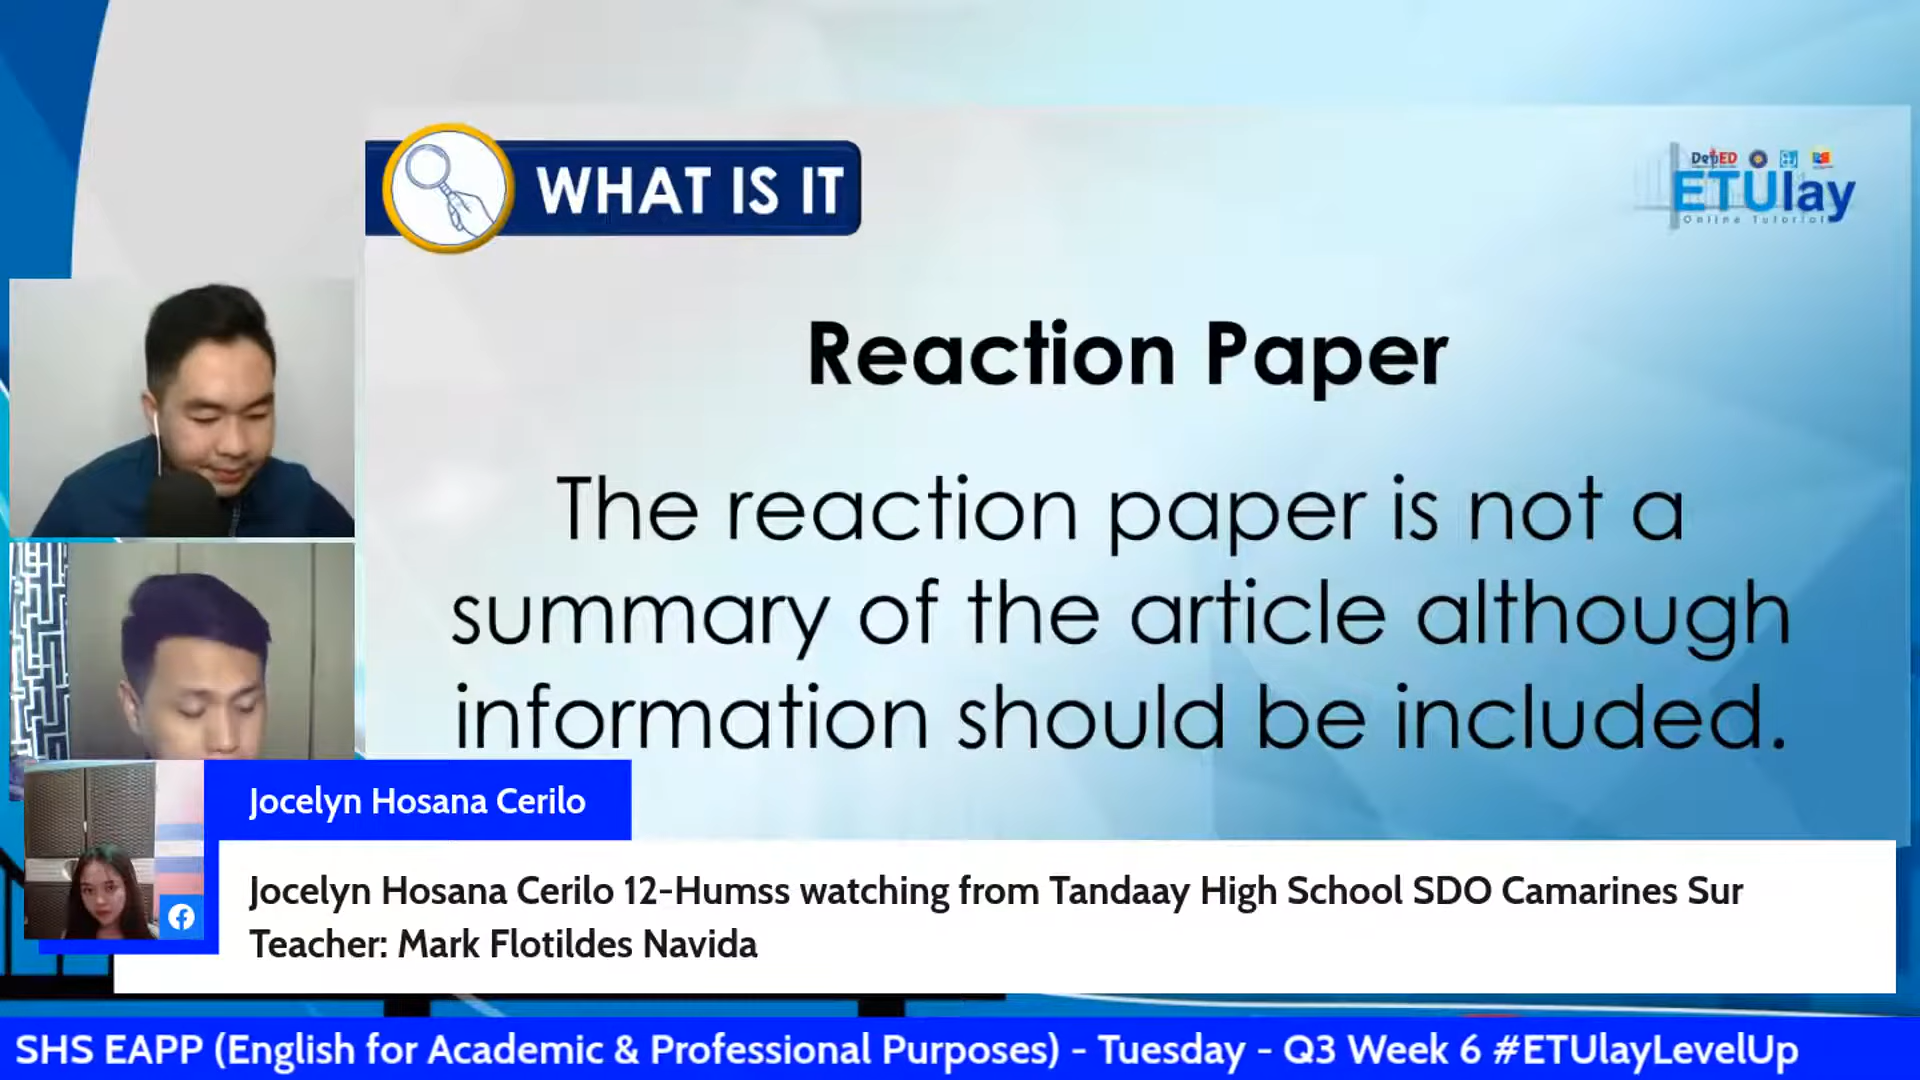 WHAT IS IT
DepED
ETUlay
Online Tutorial
Reaction Paper
The reaction paper is not a
summary of the article although
information should be included.
Jocelyn Hosana Cerilo
Jocelyn Hosana Cerilo 12-Humss watching from Tandaay High School SDO Camarines Sur
Teacher: Mark Flotildes Navida
SHS EAPP (English for Academic & Professional Purposes) - Tuesday - Q3 Week 6 #ETUlayLevelUp